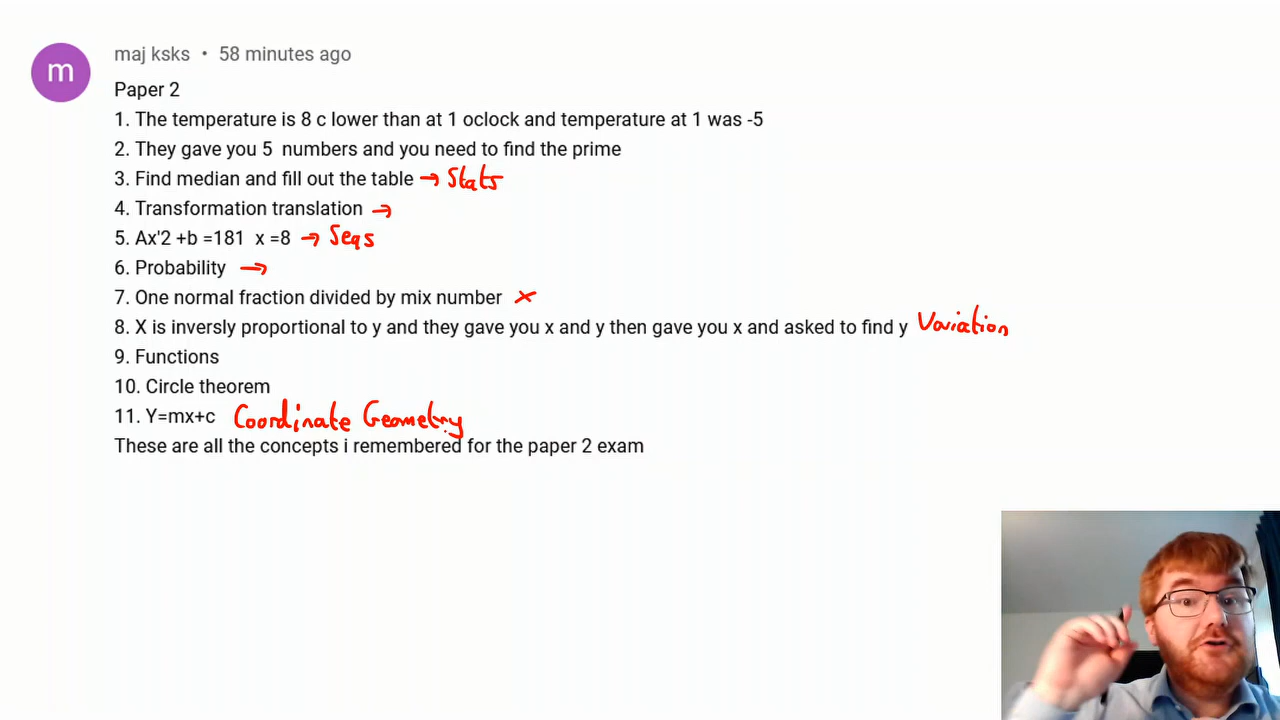 m
maj ksks • 58 minutes ago
Paper 2
1. The temperature is 8 c lower than at 1 oclock and temperature at 1 was -5
2. They gave you 5 numbers and you need to find the prime
3. Find median and fill out the table → Stats
4. Transformation translation →
5. Ax'2 +b =181 x =8 → Seqs
6. Probability →
7. One normal fraction divided by mix number ×
8. X is inversly proportional to y and they gave you x and y then gave you x and asked to find y Variation
9. Functions
10. Circle theorem
11. Y=mx+c Coordinate Geometry
These are all the concepts i remembered for the paper 2 exam